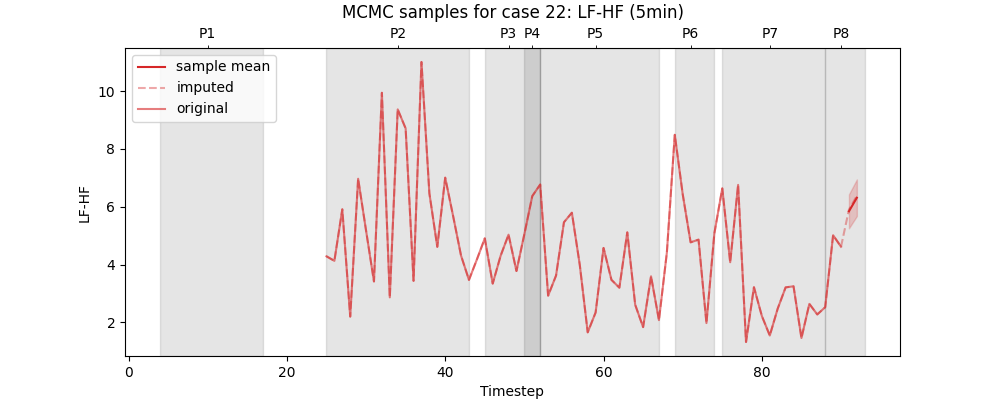 MCMC samples for case 22: LF-HF (5min)
P1 P2 P3 P4 P5 P6 P7 P8
sample mean
imputed
original
10
8
6
4
2
LF-HF
0 20 40 60 80
Timestep